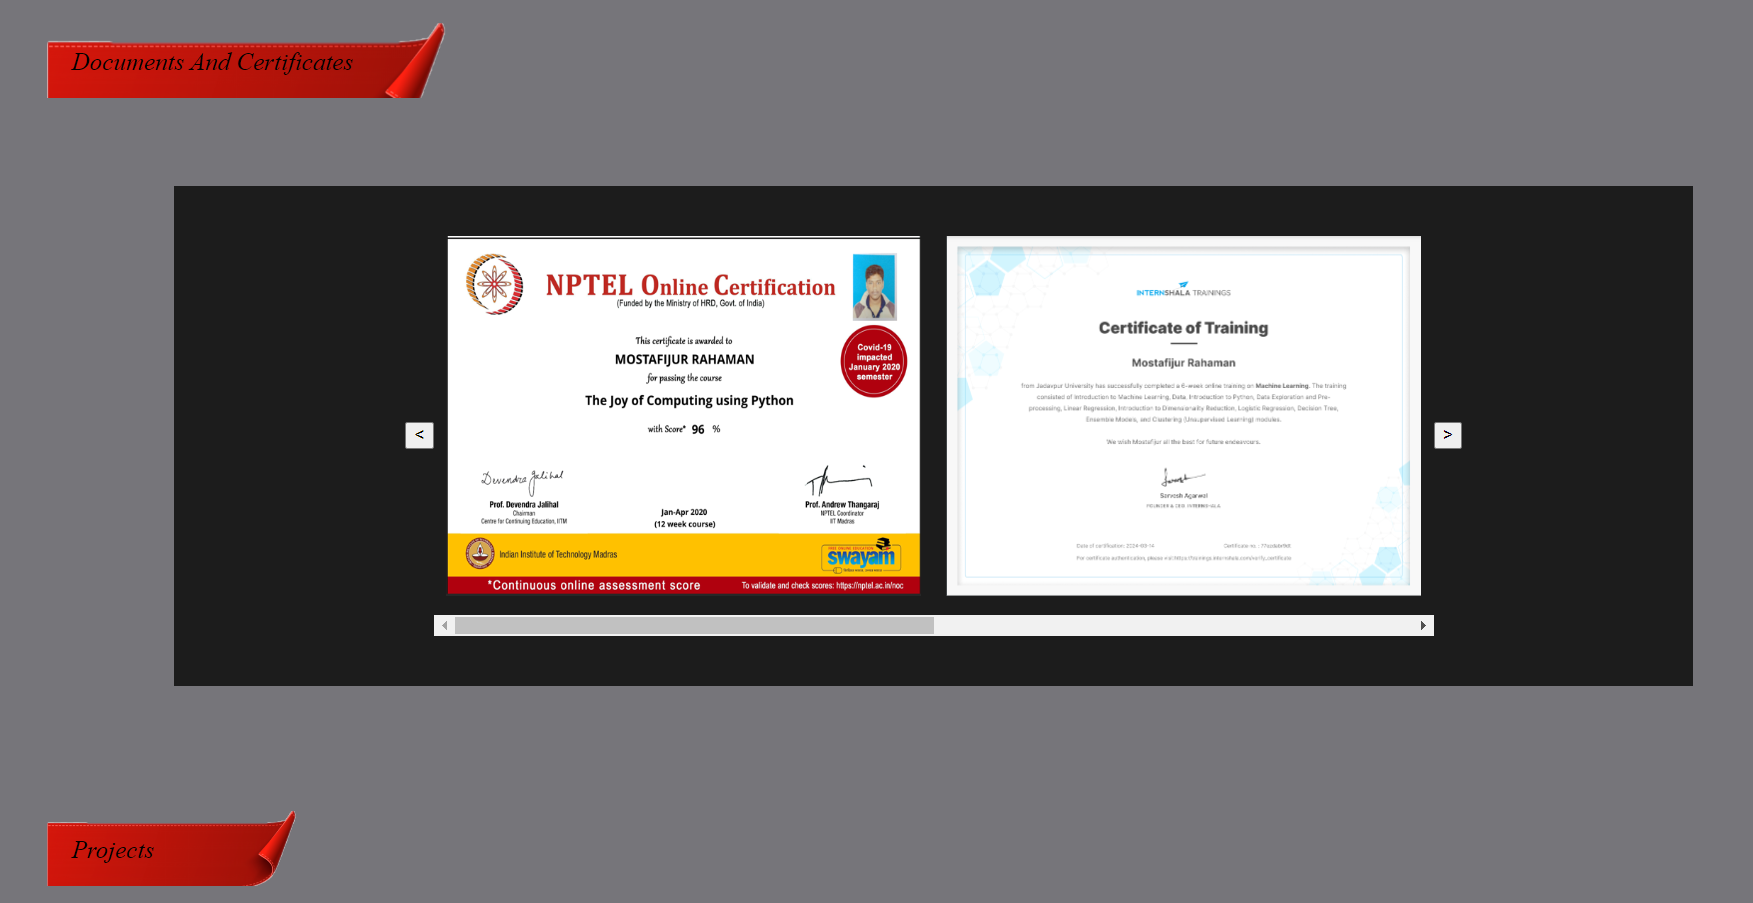 Documents And Certificates
NPTEL Online Certification
(Funded by the Ministry of HRD, Govt. of India)
This certificate is awarded to
MOSTAFIJUR RAHAMAN
for passing the course
The Joy of Computing using Python
with Score* 96 %
Covid-19
impacted
January 2020
semester
Devendra Jalihal
Prof. Devendra Jalihal
Chairman
Centre for Continuing Education, IITM
Jan-Apr 2020
(12 week course)
Prof. Andrew Thangaraj
NPTEL Coordinator
IIT Madras
Indian Institute of Technology Madras
swayam
*Continuous online assessment score
To validate and check scores: https://nptel.ac.in/noc
<
INTERNSHALA TRAININGS
Certificate of Training
Mostafijur Rahaman
from Jadavpur University has successfully completed a 6-week online training on Machine Learning. The training
consisted of Introduction to Machine Learning, Data, Introduction to Python, Data Exploration and Pre-
processing, Linear Regression, Introduction to Dimensionality Reduction, Logistic Regression, Decision Tree,
Ensemble Models, and Clustering (Unsupervised Learning) modules.
We wish Mostafijur all the best for future endeavours.
Sarvesh Agarwal
FOUNDER & CEO, INTERNSHALA
Date of certification: 2024-03-14
Certificate no. :
For certificate authentication, please visit https://trainings.internshala.com/verify_certificate
>
Projects